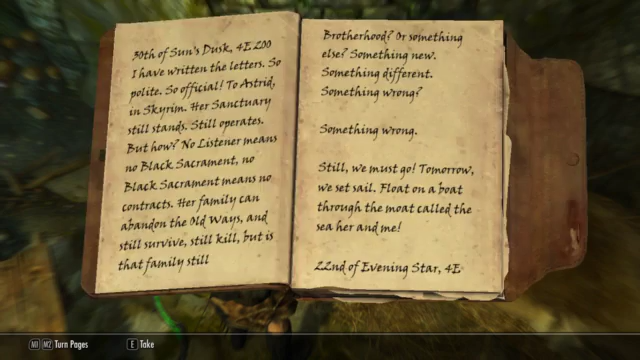 30th of Sun's Dusk, 4E200
I have written the letters. So
polite. So official! To Astrid,
in Skyrim. Her Sanctuary
still stands. Still operates.
But how? No Listener means
no Black Sacrament, no
Black Sacrament means no
contracts. Her family can
abandon the Old Ways, and
still survive, still kill, but is
that family still
Brotherhood? Or something
else? Something new.
Something different.
Something wrong?
Something wrong.
Still, we must go! Tomorrow,
we set sail. Float on a boat
through the moat called the
sea her and me!
22nd of Evening Star, 4E
M1 M2 Turn Pages
E Take